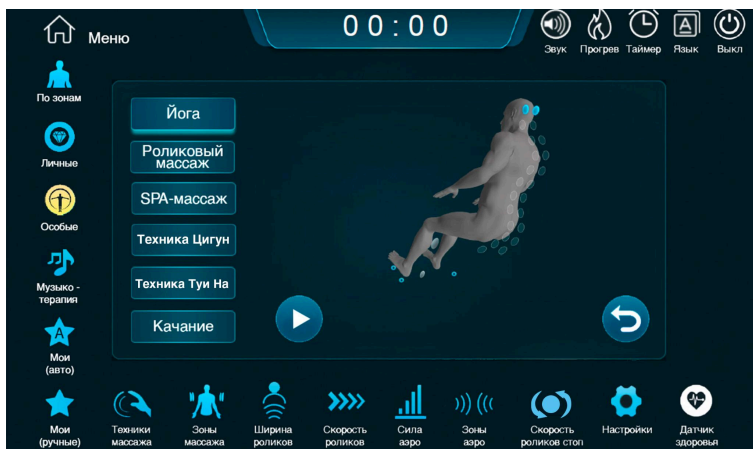 Меню
00:00
Звук
Прогрев
Таймер
Язык
A
Выкл
По зонам
Личные
Особые
Музыко -
терапия
A
Мои
(авто)
Мои
(ручные)
Йога
Роликовый
массаж
SPA-массаж
Техника Цигун
Техника Туи На
Качание
Техники
массажа
Зоны
массажа
Ширина
роликов
Скорость
роликов
Сила
аэро
Зоны
аэро
Скорость
роликов стоп
Настройки
Датчик
здоровья